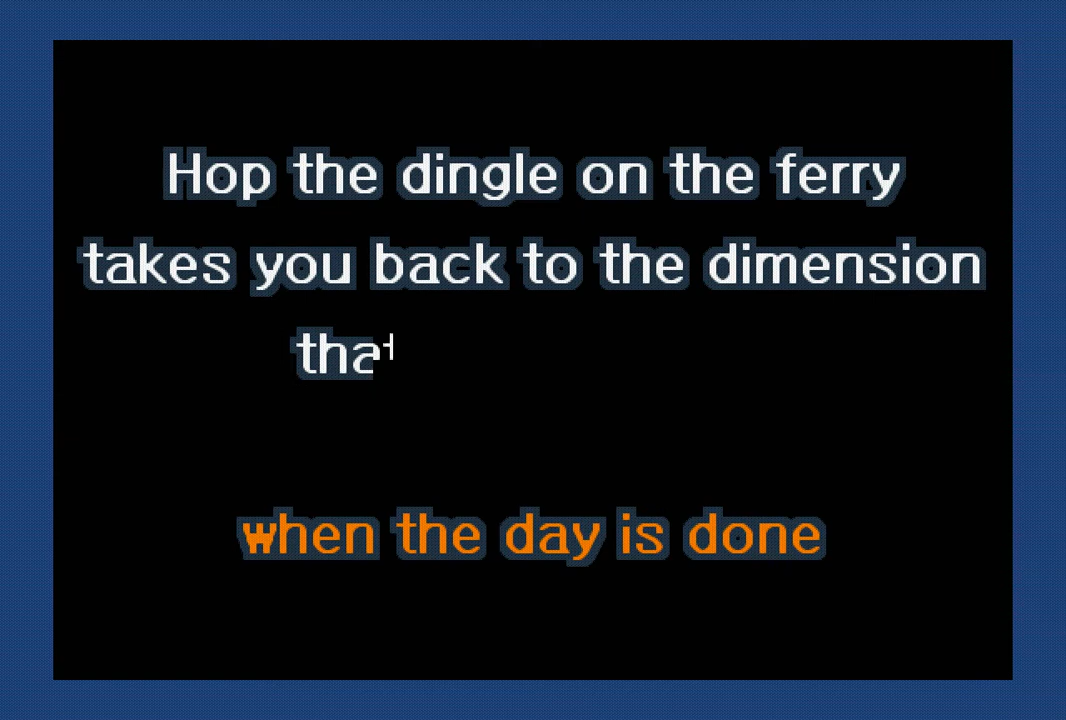 Hop the dingle on the ferry
takes you back to the dimension
that
when the day is done